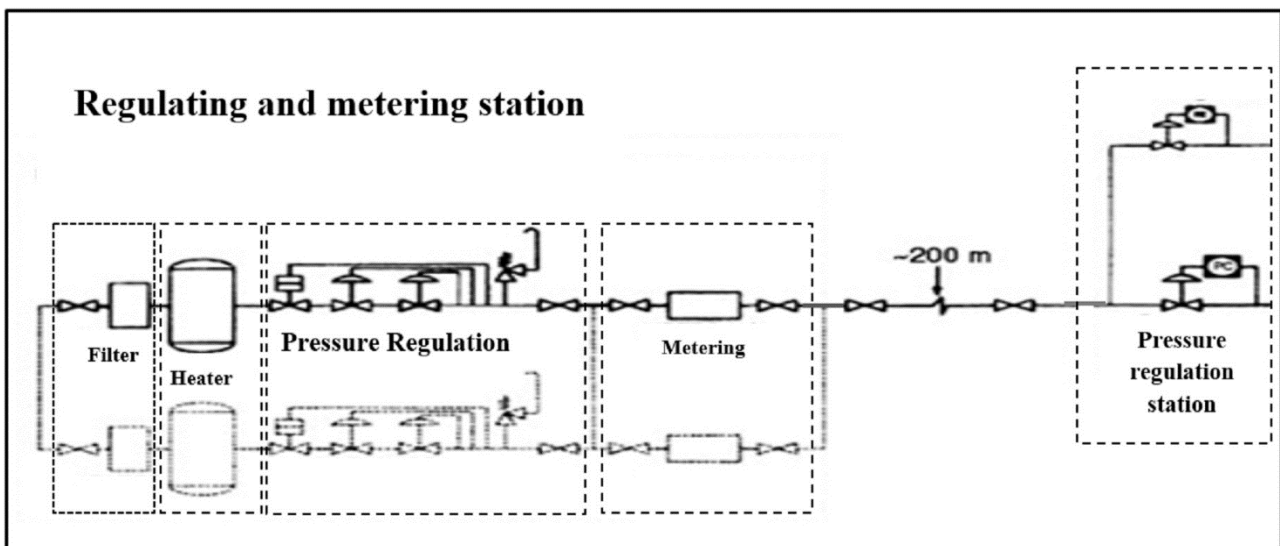 Regulating and metering station
~200 m
PC
Filter
Heater
Pressure Regulation
Metering
Pressure
regulation
station